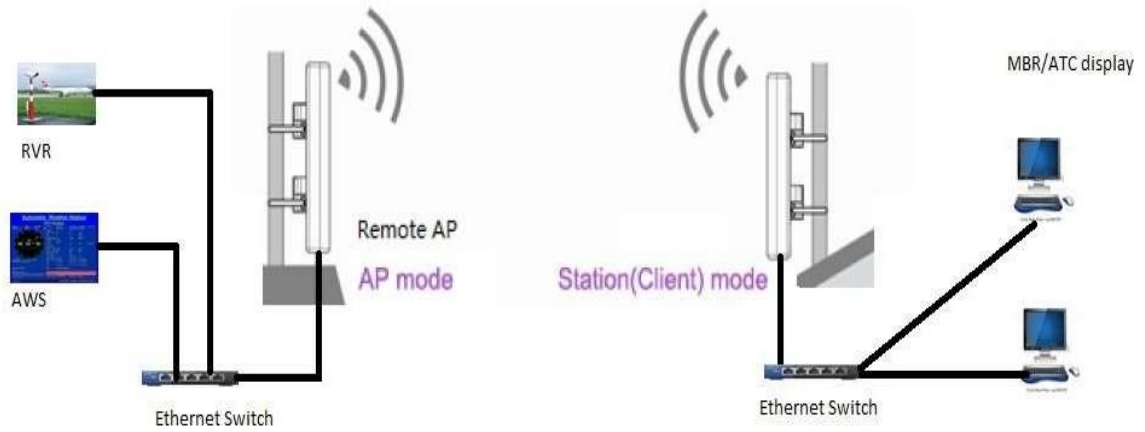 MBR/ATC display
RVR
Remote AP
AP mode
Station(Client) mode
AWS
Ethernet Switch
Ethernet Switch